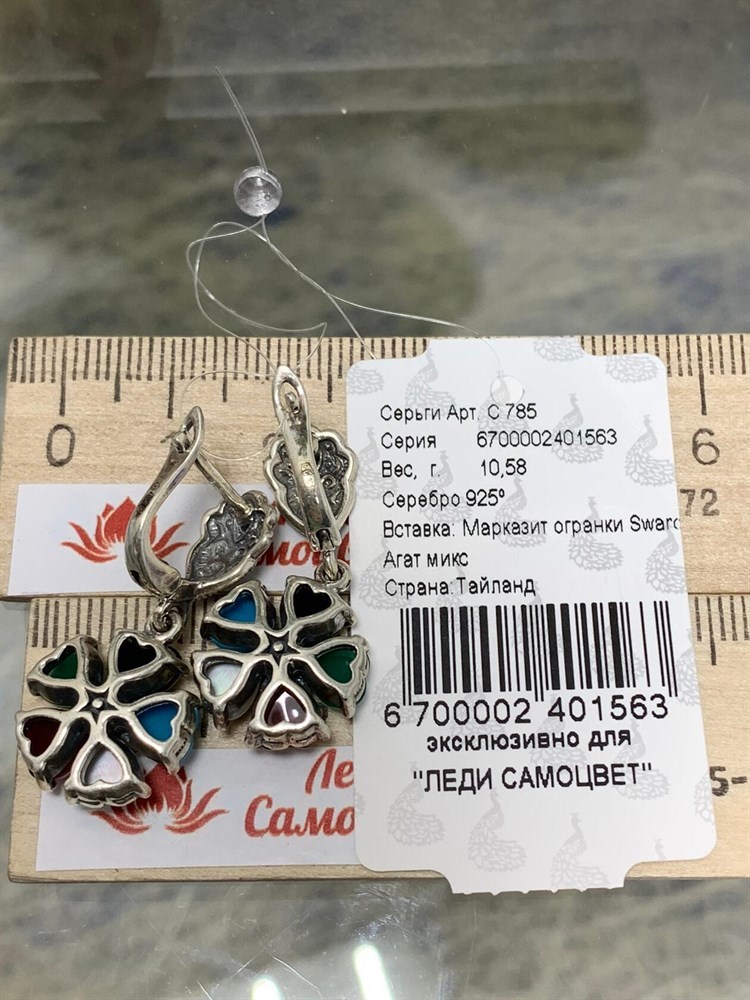 0
6
72
Серьги Арт. С 785
Серия 6700002401563
Вес, г. 10,58
Серебро 925°
Вставка: Марказит огранки Swarc
Агат микс
Страна: Тайланд
6 700002 401563
эксклюзивно для
"ЛЕДИ САМОЦВЕТ"
Ле
Само
5-